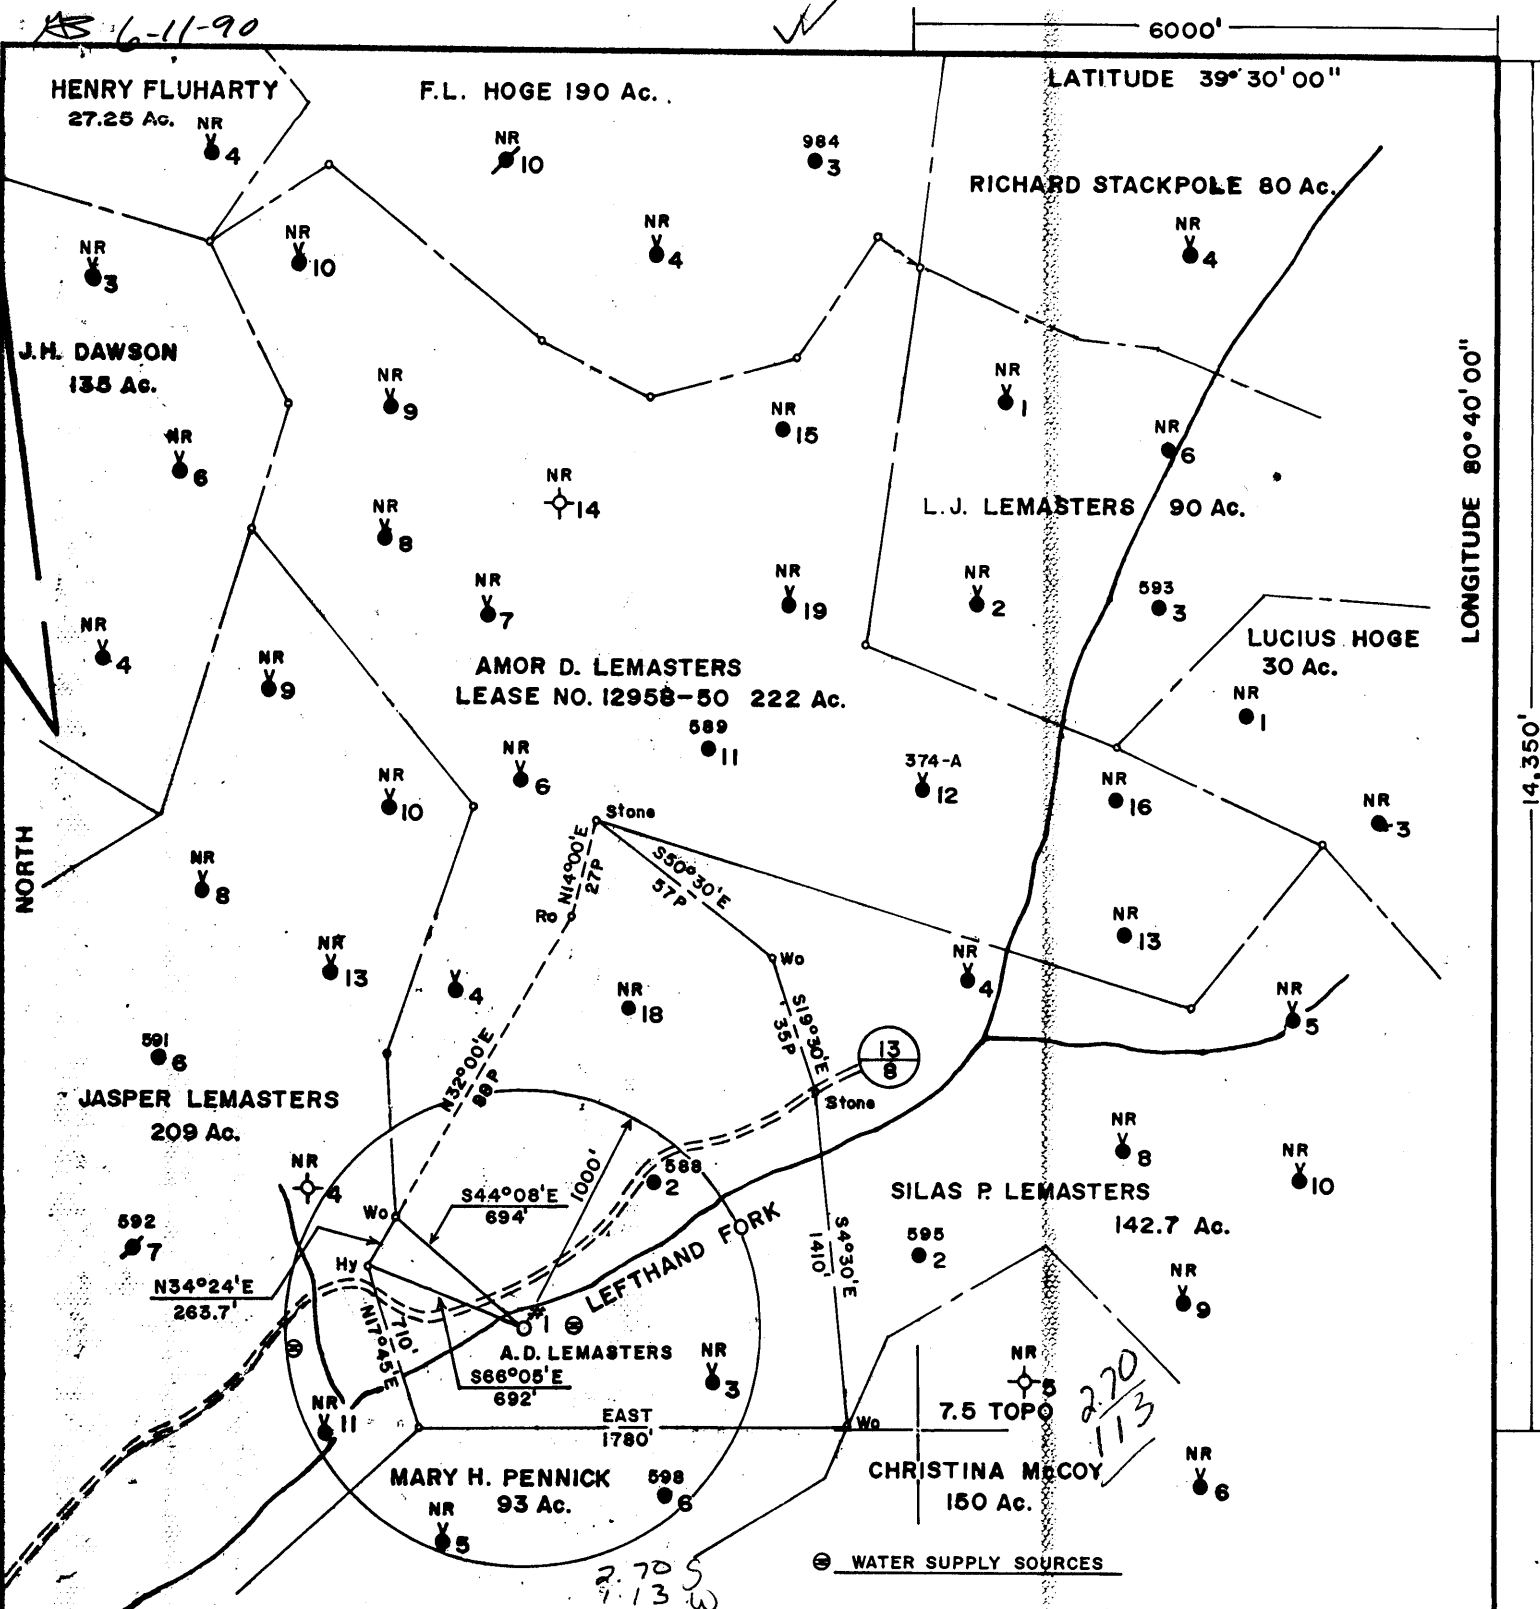 6-11-90
6000'
HENRY FLUHARTY
27.25 Ac.
F.L. HOGE 190 Ac.
LATITUDE 39° 30' 00"
NR
4
NR
10
984
3
RICHARD STACKPOLE 80 Ac.
NR
3
NR
10
NR
4
NR
4
J.H. DAWSON
135 Ac.
NR
9
NR
15
NR
1
NR
6
LONGITUDE 80° 40' 00"
NR
6
NR
14
L.J. LEMASTERS 90 Ac.
NR
8
NR
7
NR
19
NR
2
593
3
LUCIUS HOGE
30 Ac.
NR
4
NR
9
AMOR D. LEMASTERS
LEASE NO. 12958-50 222 Ac.
NR
1
589
11
14,350'
NR
10
NR
6
374-A
12
NR
16
NR
3
NORTH
Stone
NR
8
N14°00'E
27P
S50°30'E
57P
Ro
Wo
NR
13
NR
13
4
NR
18
NR
4
NR
5
S19°30'E
35P
N32°00'E
98P
13
8
591
6
Stone
JASPER LEMASTERS
209 Ac.
NR
4
1000'
588
2
NR
8
NR
10
S44°08'E
694'
SILAS P. LEMASTERS
142.7 Ac.
Wo
592
7
Hy
LEFTHAND FORK
S4°30'E
1410'
595
2
N34°24'E
263.7'
NR
9
N17°45'E
710'
*1
A.D. LEMASTERS
S66°05'E
692'
NR
3
NR
5
2.70
1 13
NR
11
EAST
1780'
Wo
7.5 TOPO
MARY H. PENNICK
93 Ac.
598
6
CHRISTINA McCOY
150 Ac.
NR
6
NR
5
WATER SUPPLY SOURCES
2.70 S
1.13 W